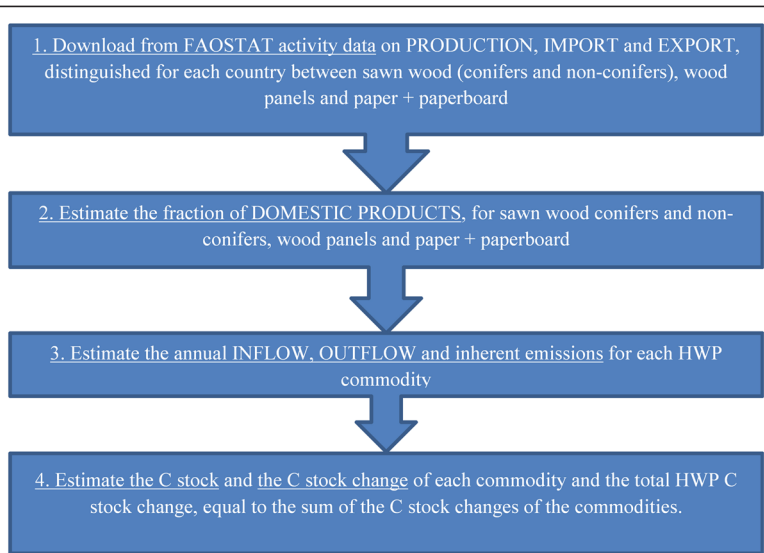 1. Download from FAOSTAT activity data on PRODUCTION, IMPORT and EXPORT,
distinguished for each country between sawn wood (conifers and non-conifers), wood
panels and paper + paperboard
2. Estimate the fraction of DOMESTIC PRODUCTS, for sawn wood conifers and non-
conifers, wood panels and paper + paperboard
3. Estimate the annual INFLOW, OUTFLOW and inherent emissions for each HWP
commodity
4. Estimate the C stock and the C stock change of each commodity and the total HWP C
stock change, equal to the sum of the C stock changes of the commodities.